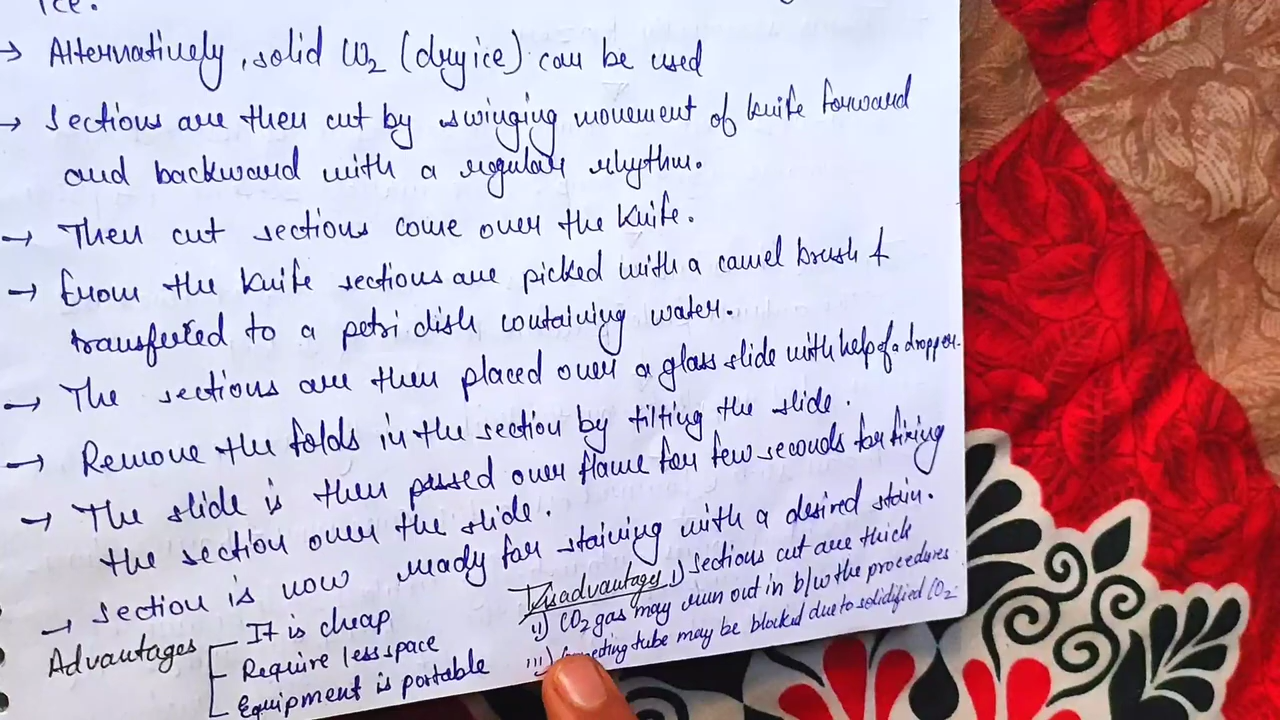 ice.
→ Alternatively, solid CO2 (dry ice) can be used
→ Sections are then cut by swinging movement of knife forward
and backward with a regular rhythm.
→ Then cut sections come over the knife.
→ From the knife sections are picked with a camel brush &
transferred to a petri dish containing water.
→ The sections are then placed over a glass slide with help of a dropper.
→ Remove the folds in the section by tilting the slide.
→ The slide is then passed over flame for few seconds for fixing
the section over the slide.
→ Section is now ready for staining with a desired stain.
Advantages It is cheap
Require less space
Equipment is portable
Disadvantages i) Sections cut are thick
ii) CO2 gas may run out in b/w the procedures
iii) tube may be blocked due to solidified CO2.